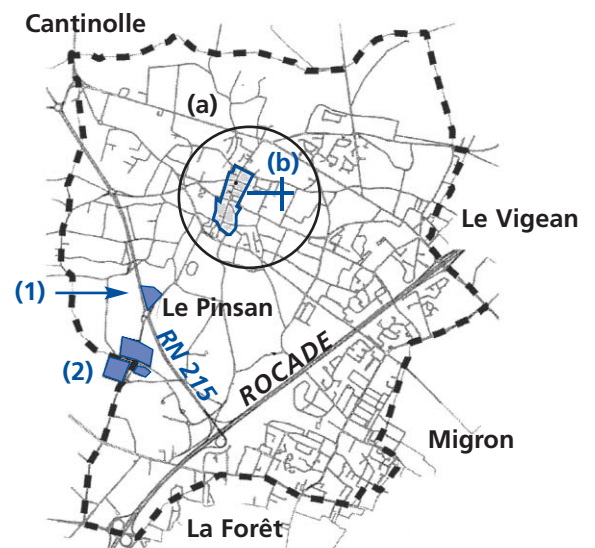 Cantinolle
(a)
(b)
Le Vigean
(1)
Le Pinsan
RN 215
ROCADE
(2)
Migron
La Forêt